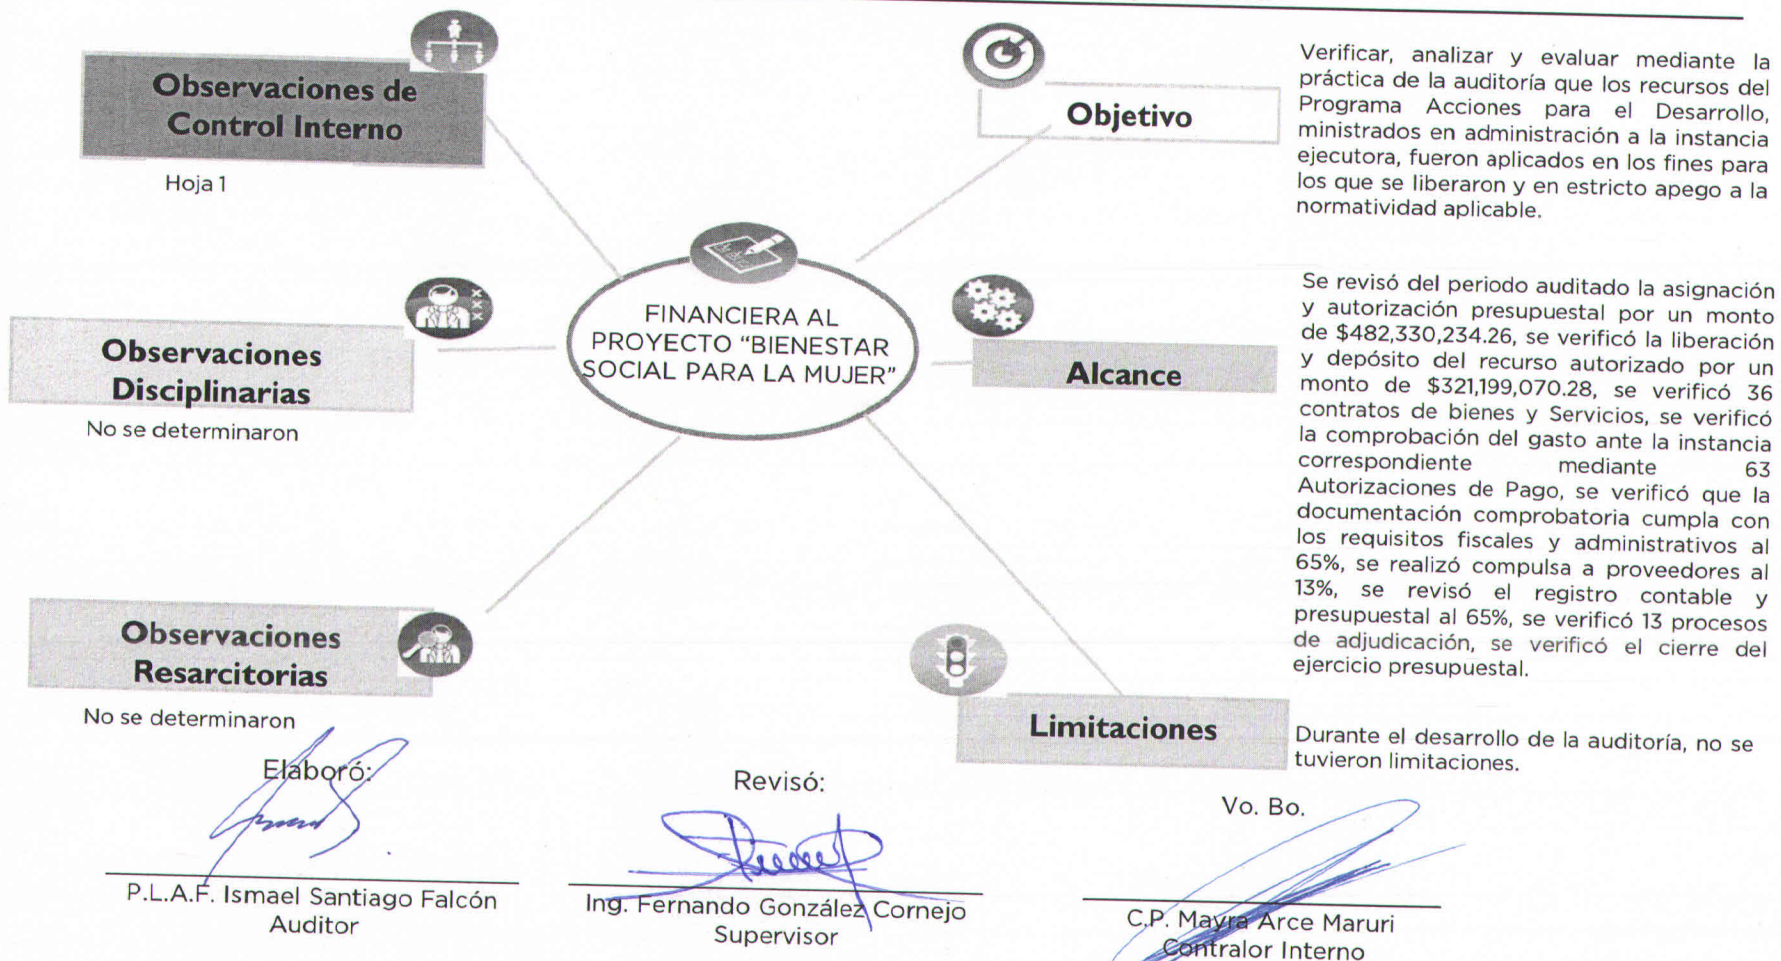 Observaciones de
Control Interno
Hoja 1
Observaciones
Disciplinarias
No se determinaron
Observaciones
Resarcitorias
No se determinaron
FINANCIERA AL
PROYECTO “BIENESTAR
SOCIAL PARA LA MUJER”
Objetivo
Verificar, analizar y evaluar mediante la
práctica de la auditoría que los recursos del
Programa Acciones para el Desarrollo,
ministrados en administración a la instancia
ejecutora, fueron aplicados en los fines para
los que se liberaron y en estricto apego a la
normatividad aplicable.
Alcance
Se revisó del periodo auditado la asignación
y autorización presupuestal por un monto
de $482,330,234.26, se verificó la liberación
y depósito del recurso autorizado por un
monto de $321,199,070.28, se verificó 36
contratos de bienes y Servicios, se verificó
la comprobación del gasto ante la instancia
correspondiente mediante 63
Autorizaciones de Pago, se verificó que la
documentación comprobatoria cumpla con
los requisitos fiscales y administrativos al
65%, se realizó compulsa a proveedores al
13%, se revisó el registro contable y
presupuestal al 65%, se verificó 13 procesos
de adjudicación, se verificó el cierre del
ejercicio presupuestal.
Limitaciones
Durante el desarrollo de la auditoría, no se
tuvieron limitaciones.
Elaboró:
P.L.A.F. Ismael Santiago Falcón
Auditor
Revisó:
Ing. Fernando González Cornejo
Supervisor
Vo. Bo.
C.P. Mayra Arce Maruri
Contralor Interno